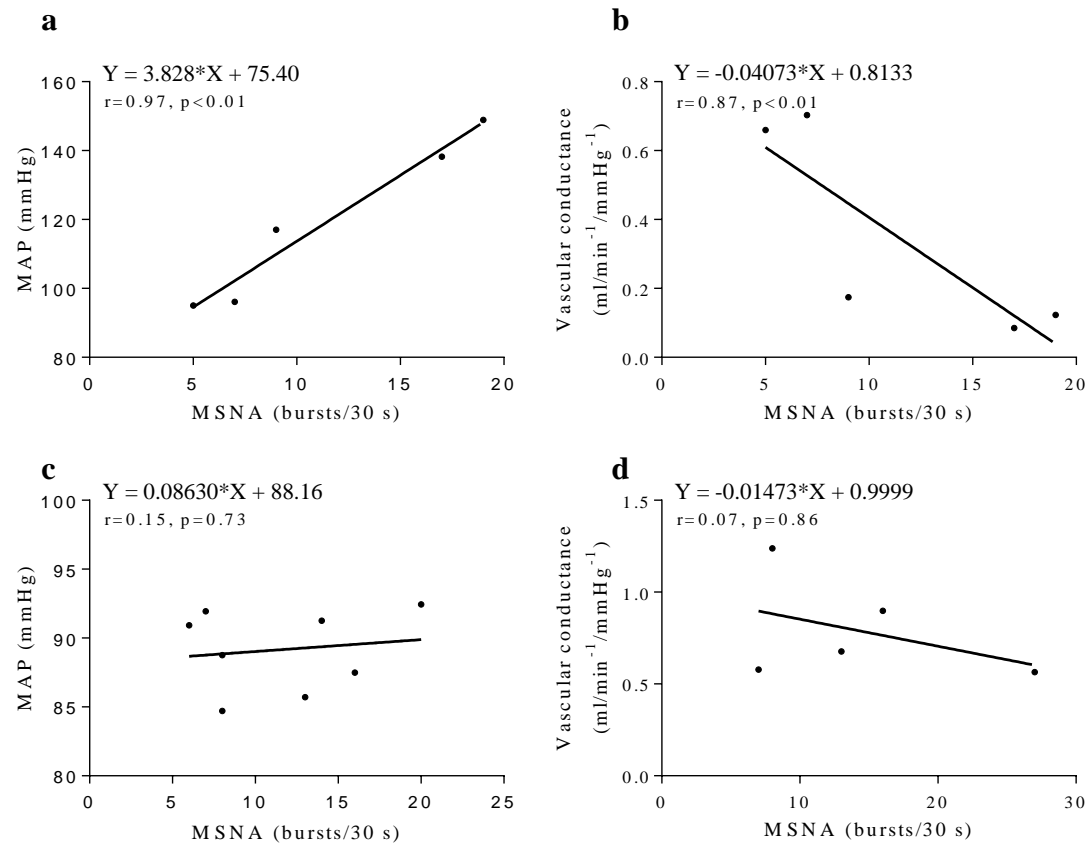 a
Y = 3.828*X + 75.40
r=0.97, p<0.01
MAP (mmHg)
160
140
120
100
80
0
5
10
15
20
MSNA (bursts/30 s)
b
Y = -0.04073*X + 0.8133
r=0.87, p<0.01
Vascular conductance
(ml/min⁻¹/mmHg⁻¹)
0.8
0.6
0.4
0.2
0.0
0
5
10
15
20
MSNA (bursts/30 s)
c
Y = 0.08630*X + 88.16
r=0.15, p=0.73
MAP (mmHg)
100
95
90
85
80
0
5
10
15
20
25
MSNA (bursts/30 s)
d
Y = -0.01473*X + 0.9999
r=0.07, p=0.86
Vascular conductance
(ml/min⁻¹/mmHg⁻¹)
1.5
1.0
0.5
0.0
0
10
20
30
MSNA (bursts/30 s)